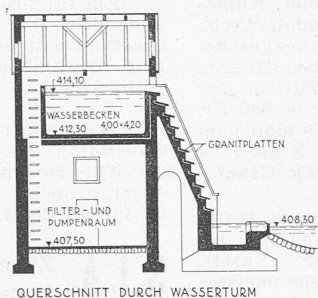 414,10
WASSERBECKEN
412,30 4,00×4,20
GRANITPLATTEN
FILTER - UND
PUMPENRAUM
408,30
407,50
QUERSCHNITT DURCH WASSERTURM